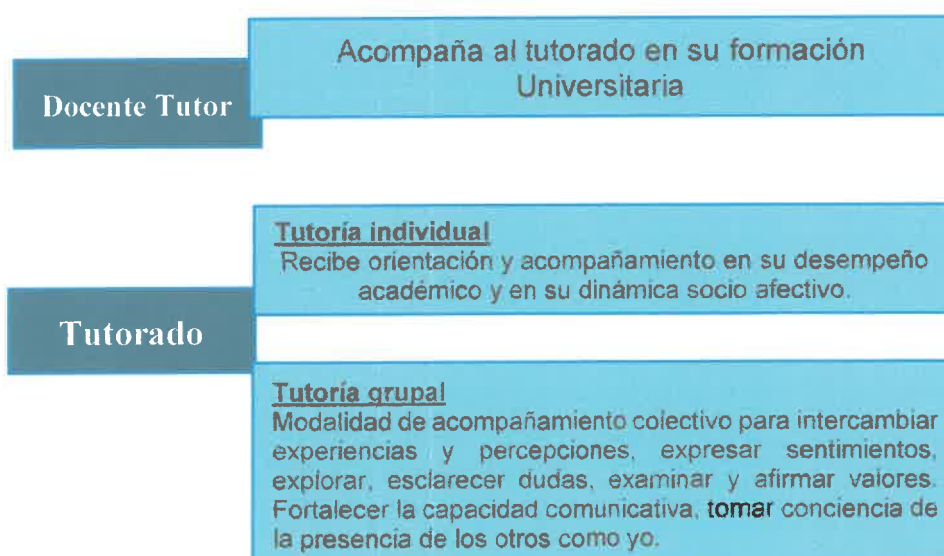 Acompaña al tutorado en su formación
Universitaria
Docente Tutor
Tutoría individual
Recibe orientación y acompañamiento en su desempeño
académico y en su dinámica socio afectivo.
Tutorado
Tutoría grupal
Modalidad de acompañamiento colectivo para intercambiar
experiencias y percepciones, expresar sentimientos,
explorar, esclarecer dudas, examinar y afirmar valores.
Fortalecer la capacidad comunicativa, tomar conciencia de
la presencia de los otros como yo.